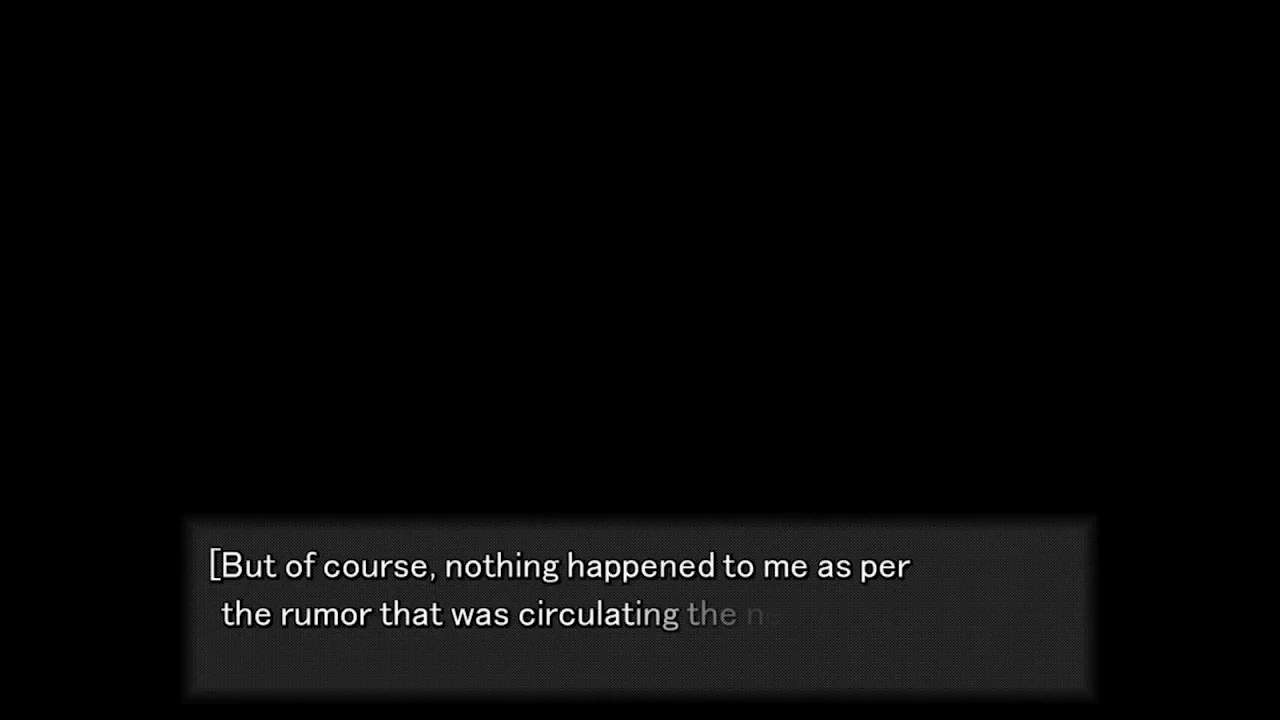 [But of course, nothing happened to me as per
the rumor that was circulating the